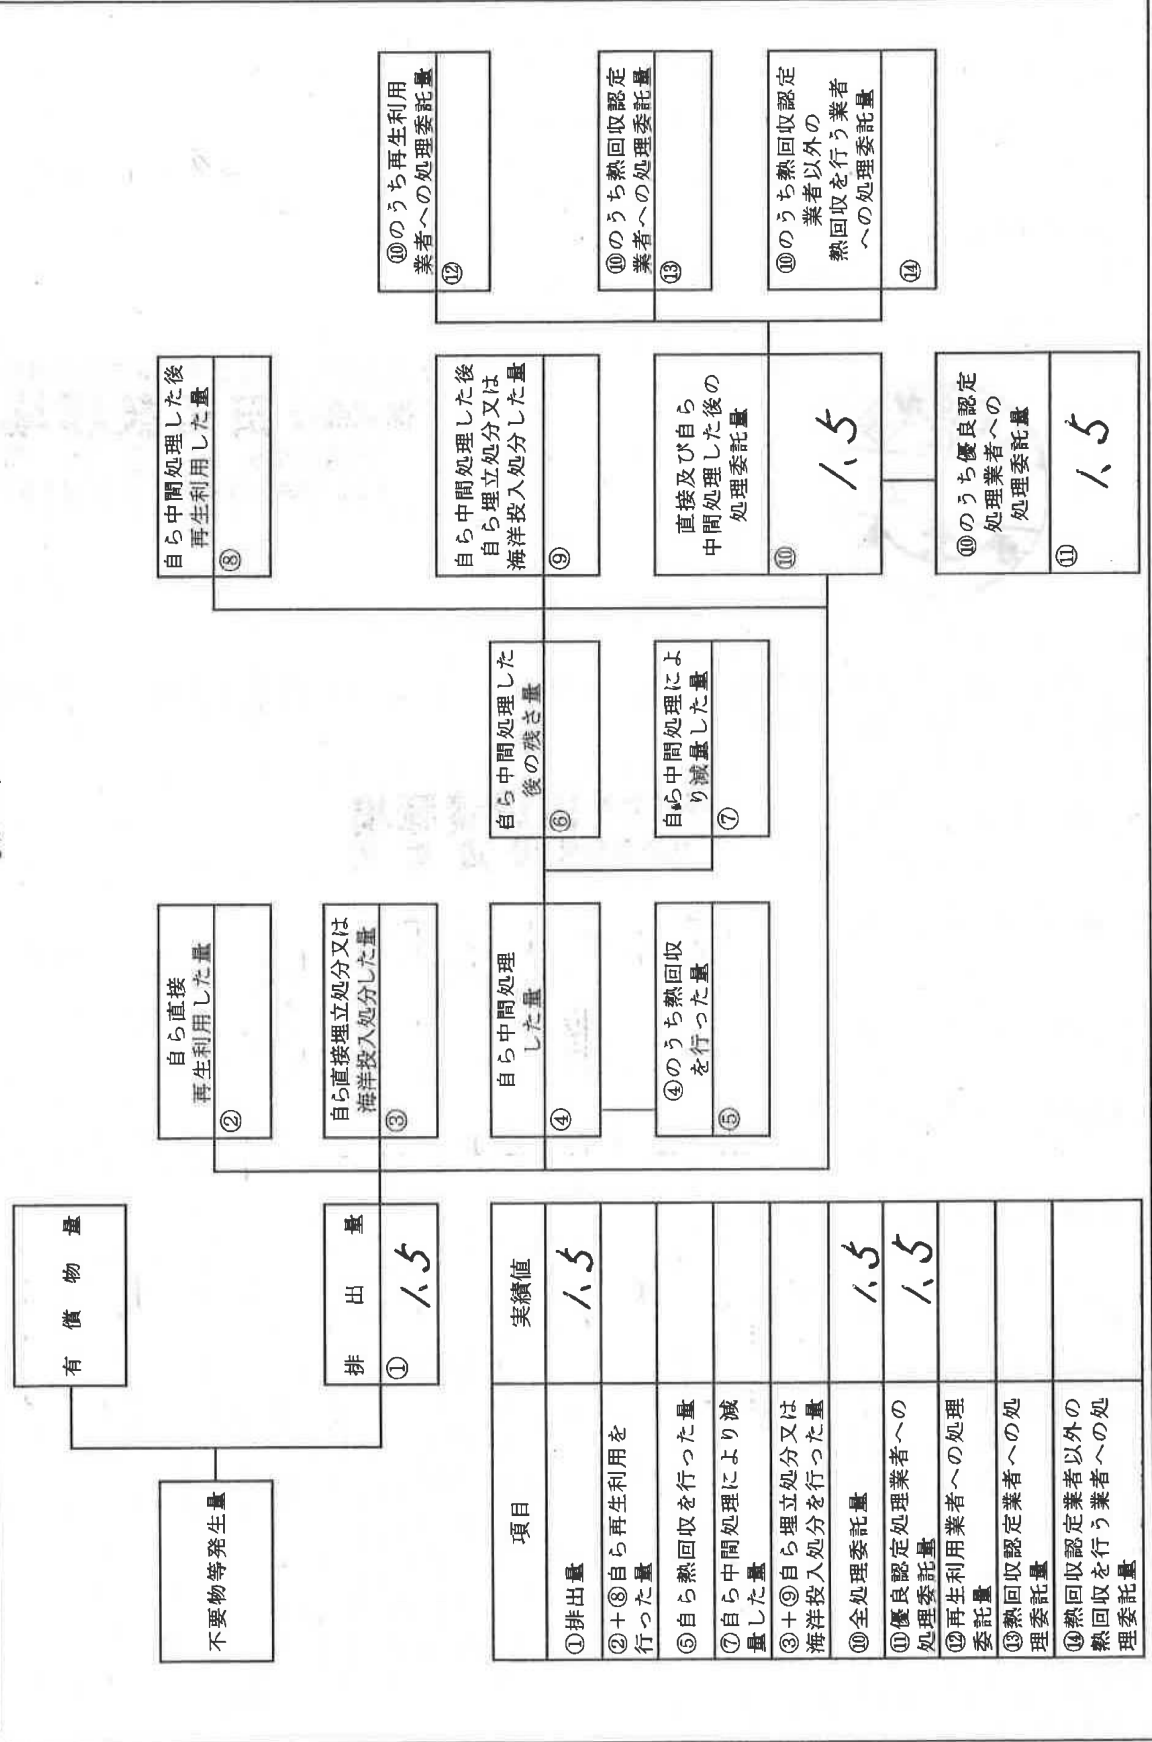 有償物量
不要物等発生量
排出量
①
1.5
自ら直接
再生利用した量
②
自ら直接埋立処分又は
海洋投入処分した量
③
自ら中間処理
した量
④
④のうち熱回収
を行った量
⑤
自ら中間処理した
後の残さ量
⑥
自ら中間処理によ
り減量した量
⑦
自ら中間処理した後
再生利用した量
⑧
自ら中間処理した後
自ら埋立処分又は
海洋投入処分した量
⑨
直接及び自ら
中間処理した後の
処理委託量
⑩
1.5
⑩のうち優良認定
処理業者への
処理委託量
⑪
1.5
⑩のうち再生利用
業者への処理委託量
⑫
⑩のうち熱回収認定
業者への処理委託量
⑬
⑩のうち熱回収認定
業者以外の
熱回収を行う業者
への処理委託量
⑭
項目 実績値
①排出量 1.5
②+⑧自ら再生利用を
行った量
⑤自ら熱回収を行った量
⑦自ら中間処理により減
量した量
③+⑨自ら埋立処分又は
海洋投入処分を行った量
⑩全処理委託量 1.5
⑪優良認定処理業者への
処理委託量 1.5
⑫再生利用業者への処理
委託量
⑬熱回収認定業者への処
理委託量
⑭熱回収認定業者以外の
熱回収を行う業者への処
理委託量